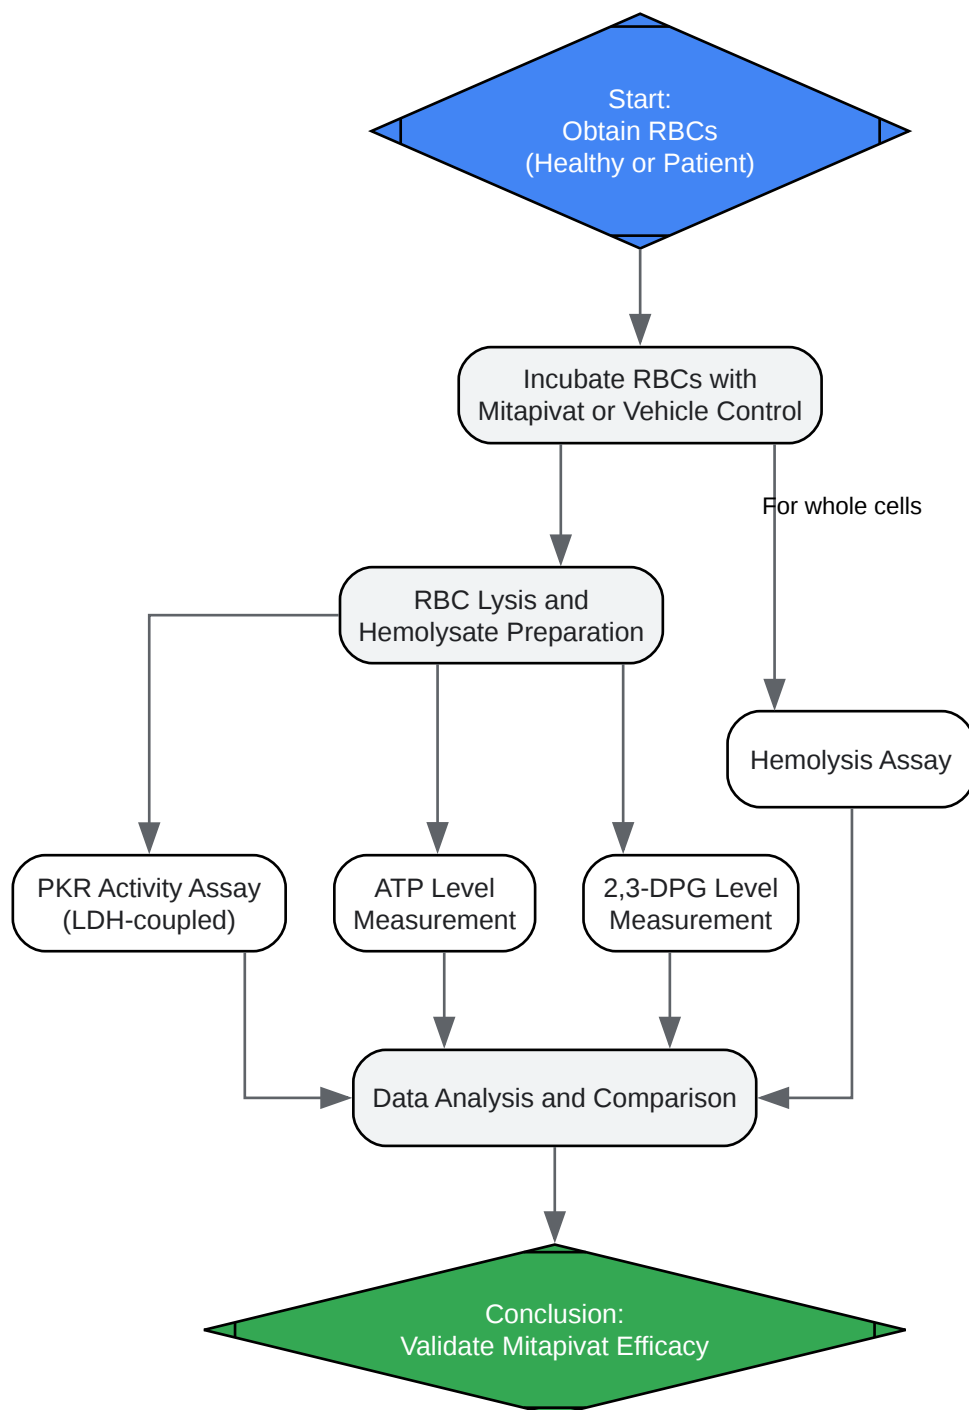 Start:
Obtain RBCs
(Healthy or Patient)
Incubate RBCs with
Mitapivat or Vehicle Control
For whole cells
RBC Lysis and
Hemolysate Preparation
Hemolysis Assay
PKR Activity Assay
(LDH-coupled)
ATP Level
Measurement
2,3-DPG Level
Measurement
Data Analysis and Comparison
Conclusion:
Validate Mitapivat Efficacy